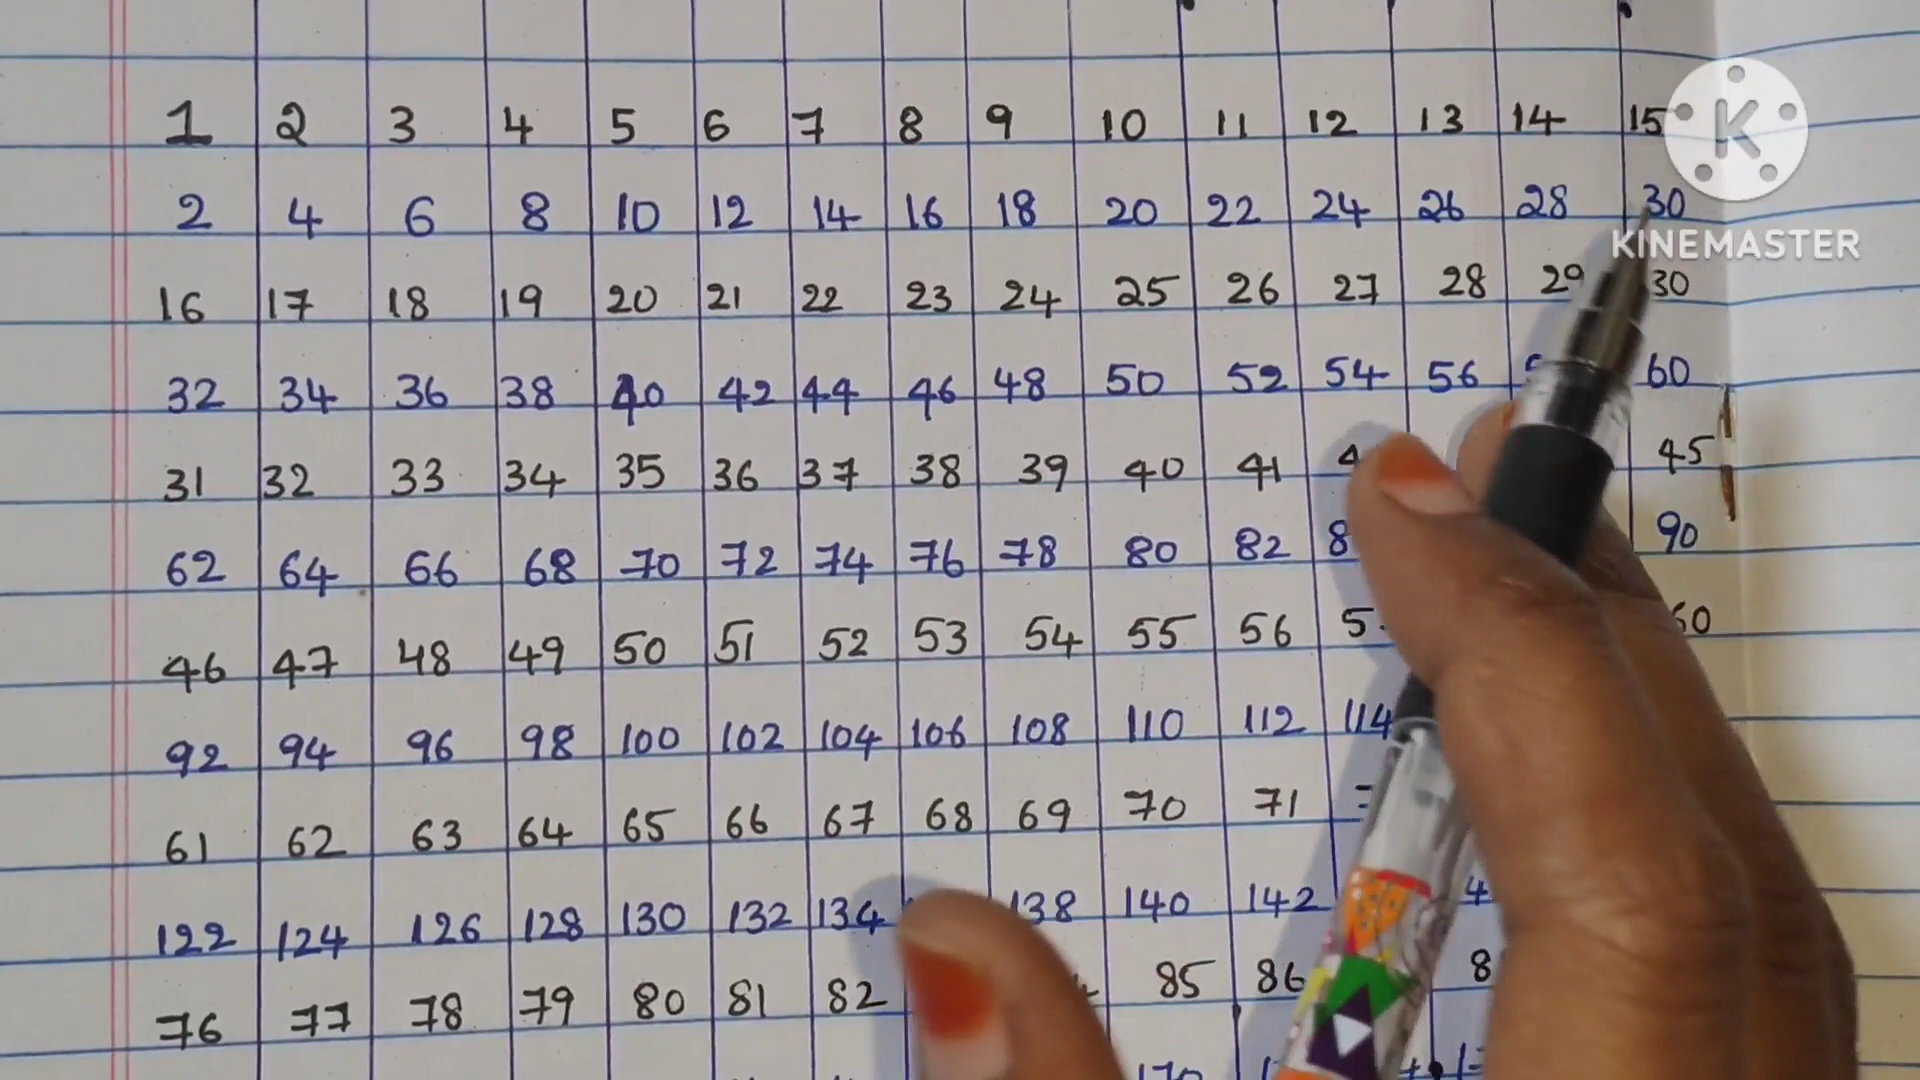 1 2 3 4 5 6 7 8 9 10 11 12 13 14 15
2 4 6 8 10 12 14 16 18 20 22 24 26 28 30
KINEMASTER
16 17 18 19 20 21 22 23 24 25 26 27 28 29 30
32 34 36 38 40 42 44 46 48 50 52 54 56 60
31 32 33 34 35 36 37 38 39 40 41 45
62 64 66 68 70 72 74 76 78 80 82 90
46 47 48 49 50 51 52 53 54 55 56
92 94 96 98 100 102 104 106 108 110 112 114
61 62 63 64 65 66 67 68 69 70 71
122 124 126 128 130 132 134 138 140 142
76 77 78 79 80 81 82 85 86
170